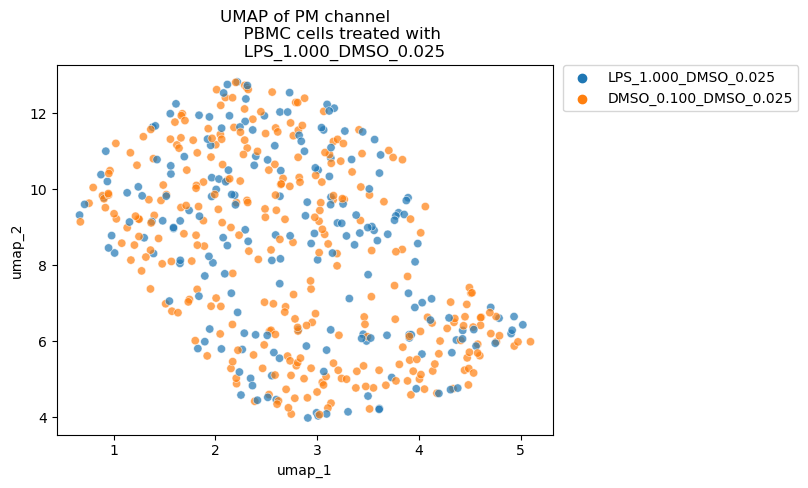 UMAP of PM channel
PBMC cells treated with
LPS_1.000_DMSO_0.025
LPS_1.000_DMSO_0.025
DMSO_0.100_DMSO_0.025
umap_2
12
10
8
6
4
1 2 3 4 5
umap_1